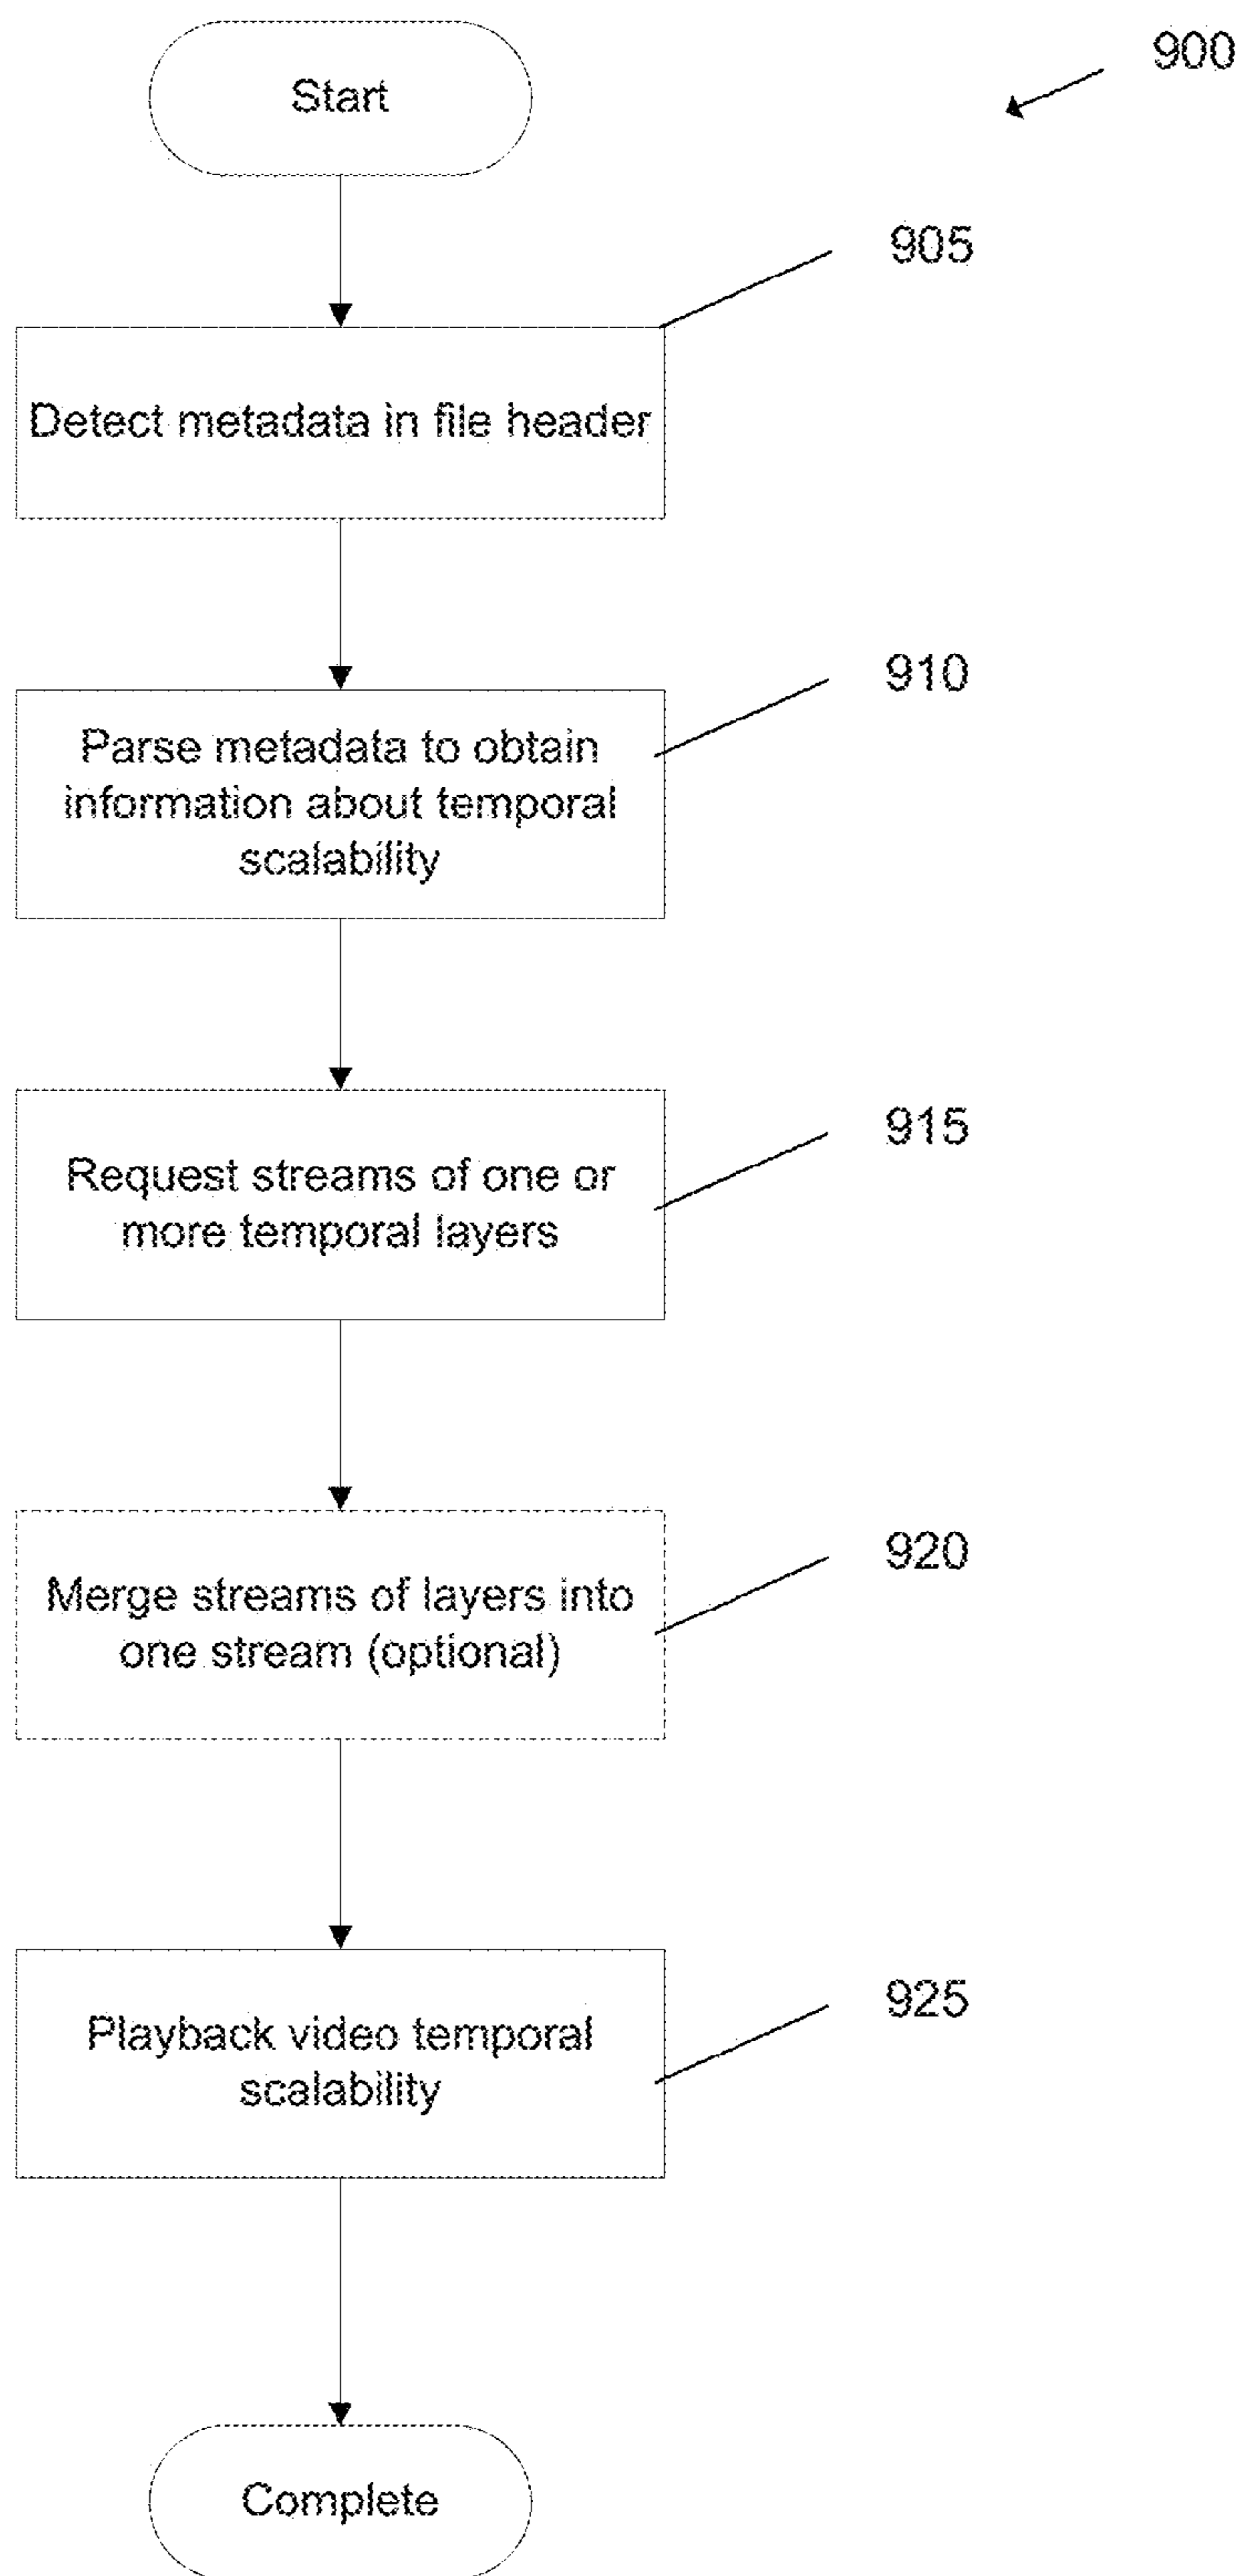 900
Start
905
Detect metadata in file header
910
Parse metadata to obtain
information about temporal
scalability
915
Request streams of one or
more temporal layers
920
Merge streams of layers into
one stream (optional)
925
Playback video temporal
scalability
Complete